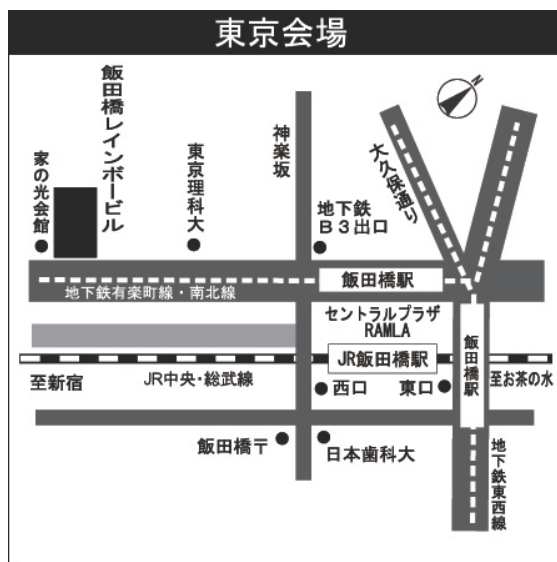 東京会場
N
飯田橋レインボービル
家の光会館
東京理科大
神楽坂
地下鉄
B3出口
大久保通り
飯田橋駅
地下鉄有楽町線・南北線
セントラルプラザ
RAMLA
JR飯田橋駅
飯田橋駅
至新宿
JR中央・総武線
西口
東口
至お茶の水
飯田橋〒
日本歯科大
地下鉄東西線